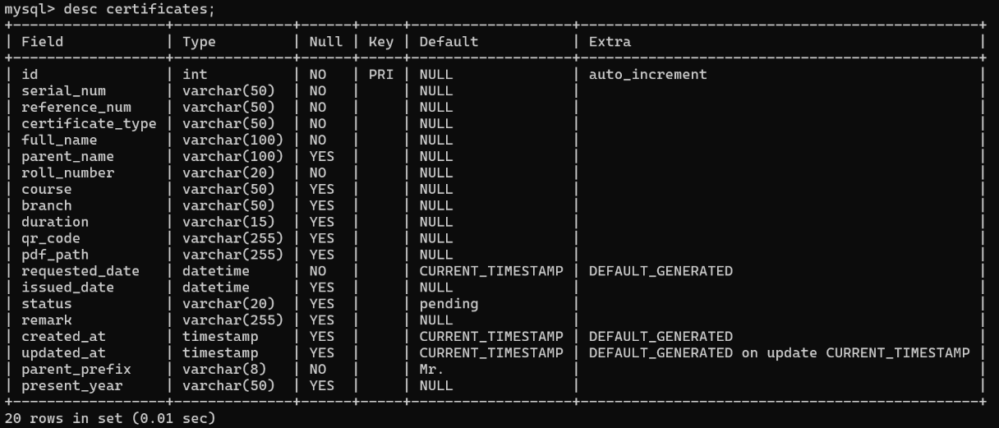 mysql> desc certificates;
+------------------+--------------+------+-----+-------------------+-----------------------------------------------+
| Field            | Type         | Null | Key | Default           | Extra                                         |
+------------------+--------------+------+-----+-------------------+-----------------------------------------------+
| id               | int          | NO   | PRI | NULL              | auto_increment                                |
| serial_num       | varchar(50)  | NO   |     | NULL              |                                               |
| reference_num    | varchar(50)  | NO   |     | NULL              |                                               |
| certificate_type | varchar(50)  | NO   |     | NULL              |                                               |
| full_name        | varchar(100) | NO   |     | NULL              |                                               |
| parent_name      | varchar(100) | YES  |     | NULL              |                                               |
| roll_number      | varchar(20)  | NO   |     | NULL              |                                               |
| course           | varchar(50)  | YES  |     | NULL              |                                               |
| branch           | varchar(50)  | YES  |     | NULL              |                                               |
| duration         | varchar(15)  | YES  |     | NULL              |                                               |
| qr_code          | varchar(255) | YES  |     | NULL              |                                               |
| pdf_path         | varchar(255) | YES  |     | NULL              |                                               |
| requested_date   | datetime     | NO   |     | CURRENT_TIMESTAMP | DEFAULT_GENERATED                             |
| issued_date      | datetime     | YES  |     | NULL              |                                               |
| status           | varchar(20)  | YES  |     | pending           |                                               |
| remark           | varchar(255) | YES  |     | NULL              |                                               |
| created_at       | timestamp    | YES  |     | CURRENT_TIMESTAMP | DEFAULT_GENERATED                             |
| updated_at       | timestamp    | YES  |     | CURRENT_TIMESTAMP | DEFAULT_GENERATED on update CURRENT_TIMESTAMP |
| parent_prefix    | varchar(8)   | NO   |     | Mr.               |                                               |
| present_year     | varchar(50)  | YES  |     | NULL              |                                               |
+------------------+--------------+------+-----+-------------------+-----------------------------------------------+
20 rows in set (0.01 sec)